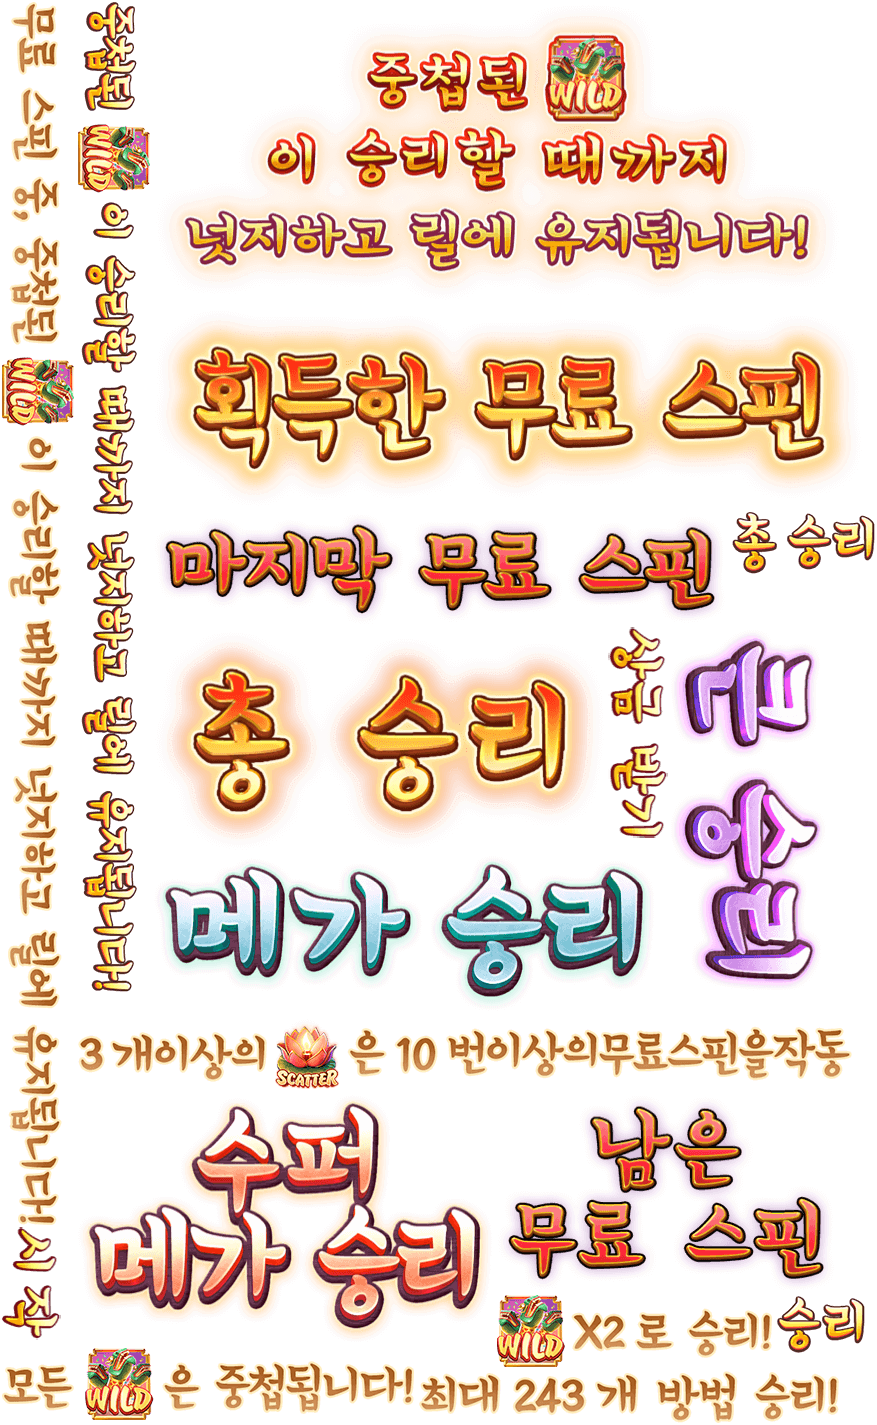 중첩된 WILD
이 승리할 때까지
넛지하고 릴에 유지됩니다!
무료 스핀 중, 중첩된 WILD 이 승리할 때까지 넛지하고 릴에 유지됩니다!
중첩된 WILD 이 승리할 때까지 넛지하고 릴에 유지됩니다!
획득한 무료 스핀
마지막 무료 스핀
총 승리
총 승리
상금 받기
큰 승리
메가 승리
3 개이상의 SCATTER 은 10 번이상의무료스핀을작동
수퍼
메가 승리
남은
무료 스핀
시작
WILD X2 로 승리!
승리
모든 WILD 은 중첩됩니다!
최대 243 개 방법 승리!